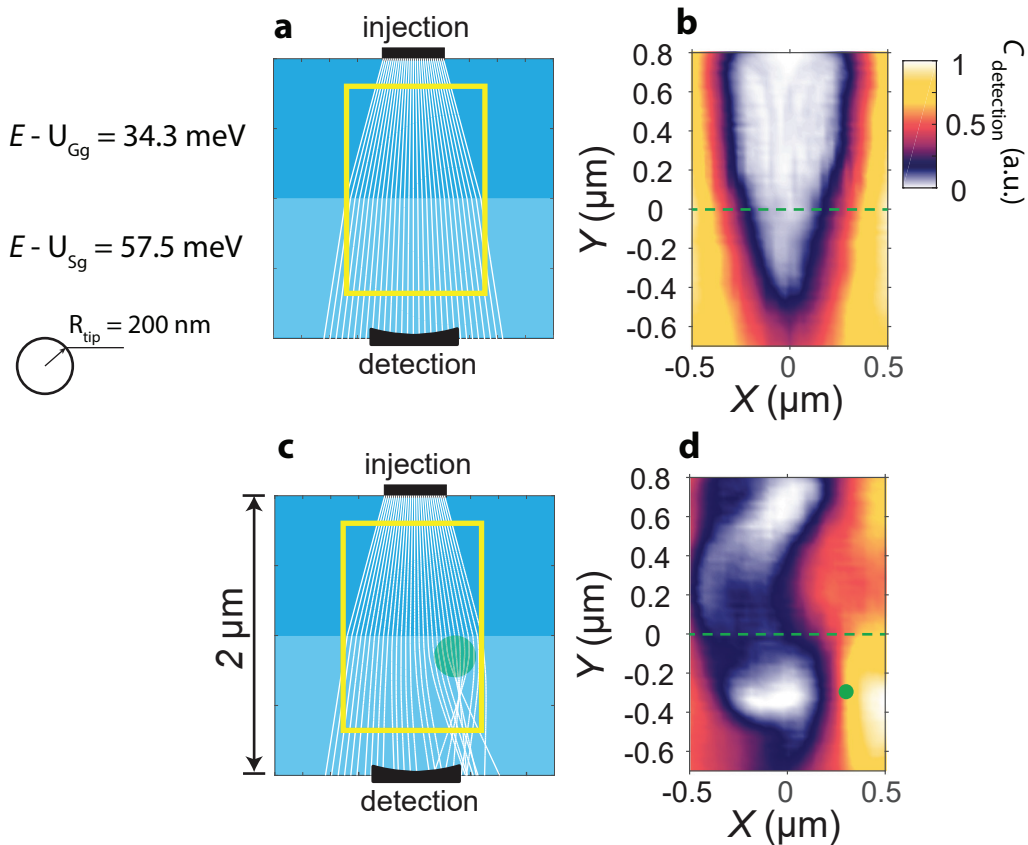 a
injection
E - U_Gg = 34.3 meV
E - U_Sg = 57.5 meV
R_tip = 200 nm
detection
b
0.8
0.6
0.4
0.2
0
-0.2
-0.4
-0.6
Y (µm)
-0.5
0
0.5
X (µm)
1
0.5
0
C_detection (a.u.)
c
injection
2 µm
detection
d
0.8
0.6
0.4
0.2
0
-0.2
-0.4
-0.6
Y (µm)
-0.5
0
0.5
X (µm)